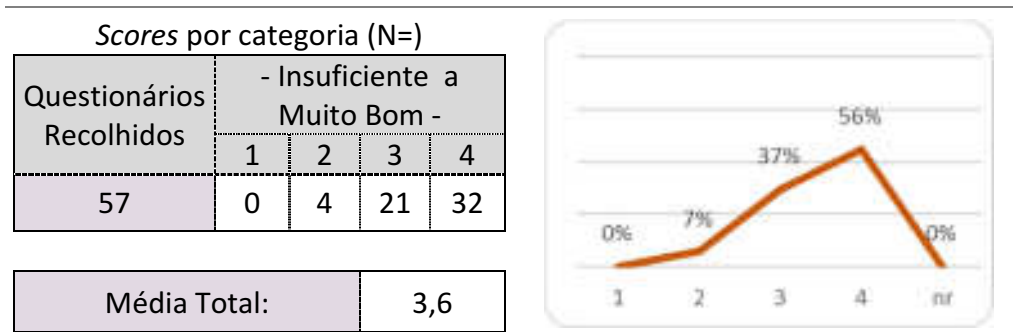 Scores por categoria (N=)
Questionários Recolhidos
- Insuficiente a
Muito Bom -
1 2 3 4
57 0 4 21 32
Média Total: 3,6
56%
37%
7%
0% 0%
1 2 3 4 nr